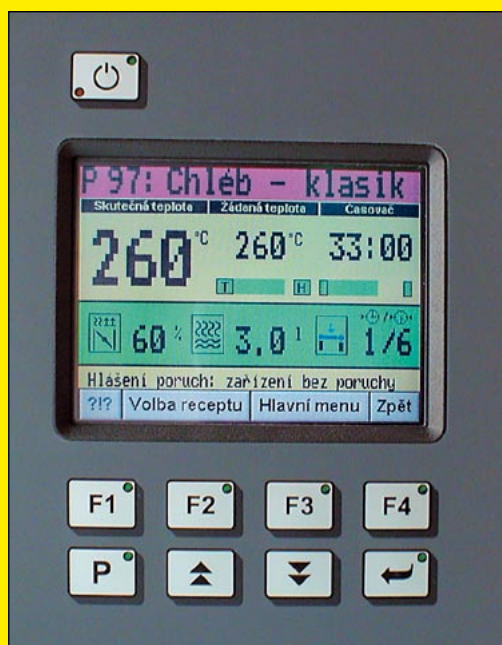 P 97: Chléb - klasik
Skutečná teplota Žádaná teplota Časovač
260 °C 260 °C 33:00
T H
60 % 3,0 l 1/6
Hlášení poruch: zařízení bez poruchy
?!? Volba receptu Hlavní menu Zpět
F1 F2 F3 F4
P